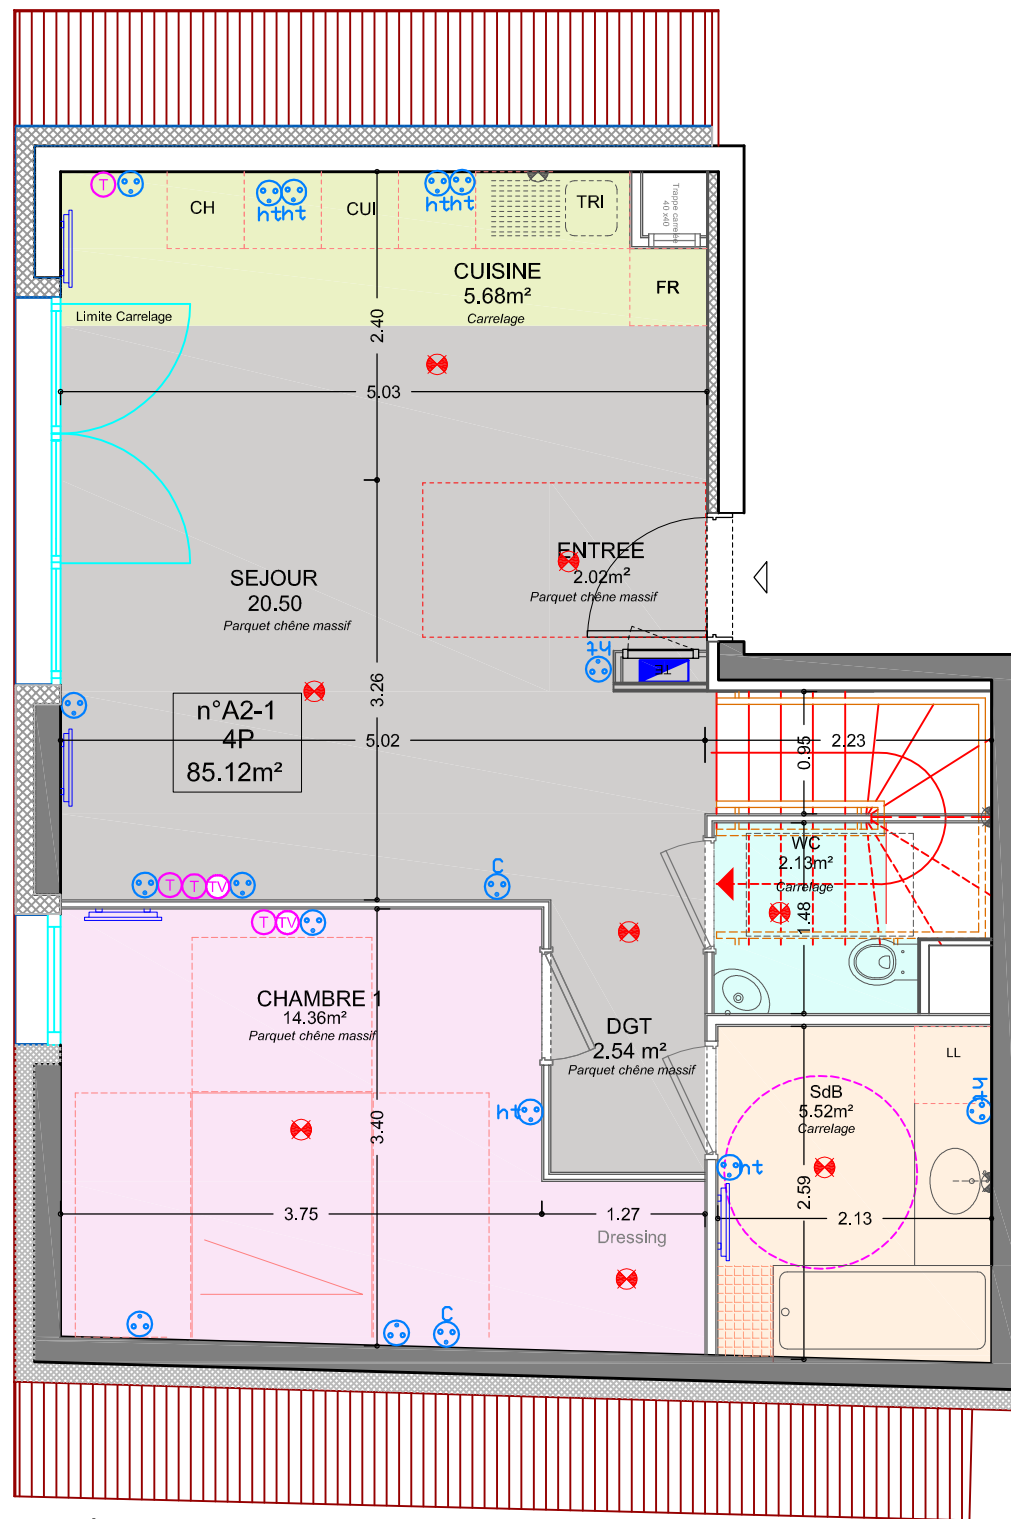 T
CH
htht
CUI
htht
TRI
Trappe carrelée
40 x40
CUISINE
5.68m²
Carrelage
FR
Limite Carrelage
2.40
5.03
ENTREE
2.02m²
Parquet chêne massif
SEJOUR
20.50
Parquet chêne massif
ht
3.26
n°A2-1
4P
85.12m²
5.02
0.95
2.23
WC
2.13m²
Carrelage
1.48
T T TV
C
T TV
CHAMBRE 1
14.36m²
Parquet chêne massif
DGT
2.54 m²
Parquet chêne massif
LL
SdB
5.52m²
Carrelage
ht
ht
3.40
ht
2.59
3.75
1.27
2.13
Dressing
C